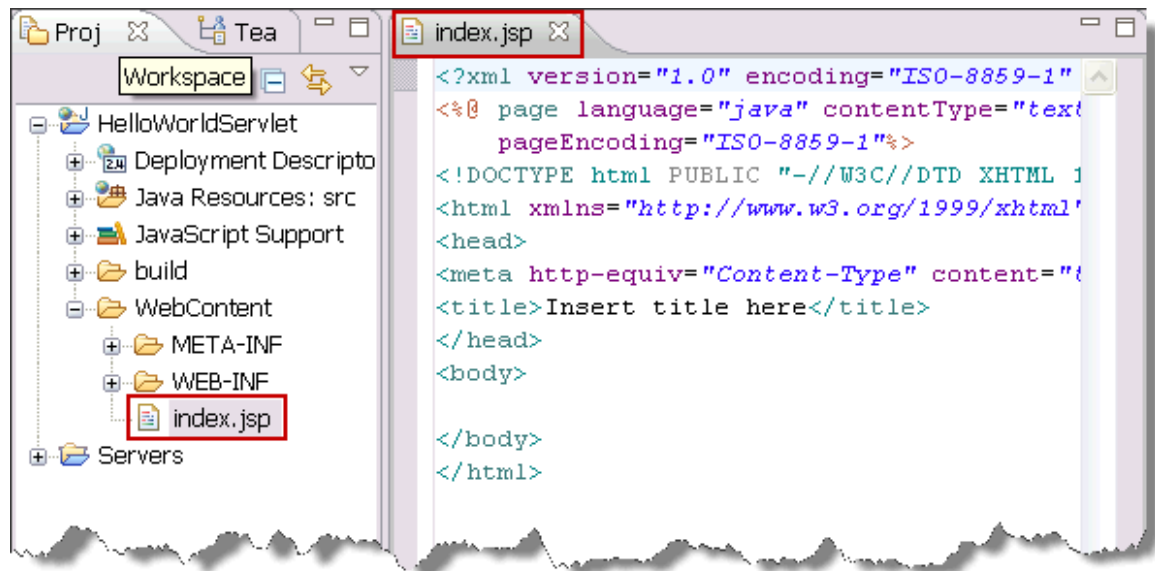 Proj
Tea
Workspace
HelloWorldServlet
2.4 Deployment Descripto
Java Resources: src
JavaScript Support
build
WebContent
META-INF
WEB-INF
index.jsp
Servers
index.jsp
<?xml version="1.0" encoding="ISO-8859-1"
<%@ page language="java" contentType="text
pageEncoding="ISO-8859-1"%>
<!DOCTYPE html PUBLIC "-//W3C//DTD XHTML 1
<html xmlns="http://www.w3.org/1999/xhtml"
<head>
<meta http-equiv="Content-Type" content="t
<title>Insert title here</title>
</head>
<body>
</body>
</html>